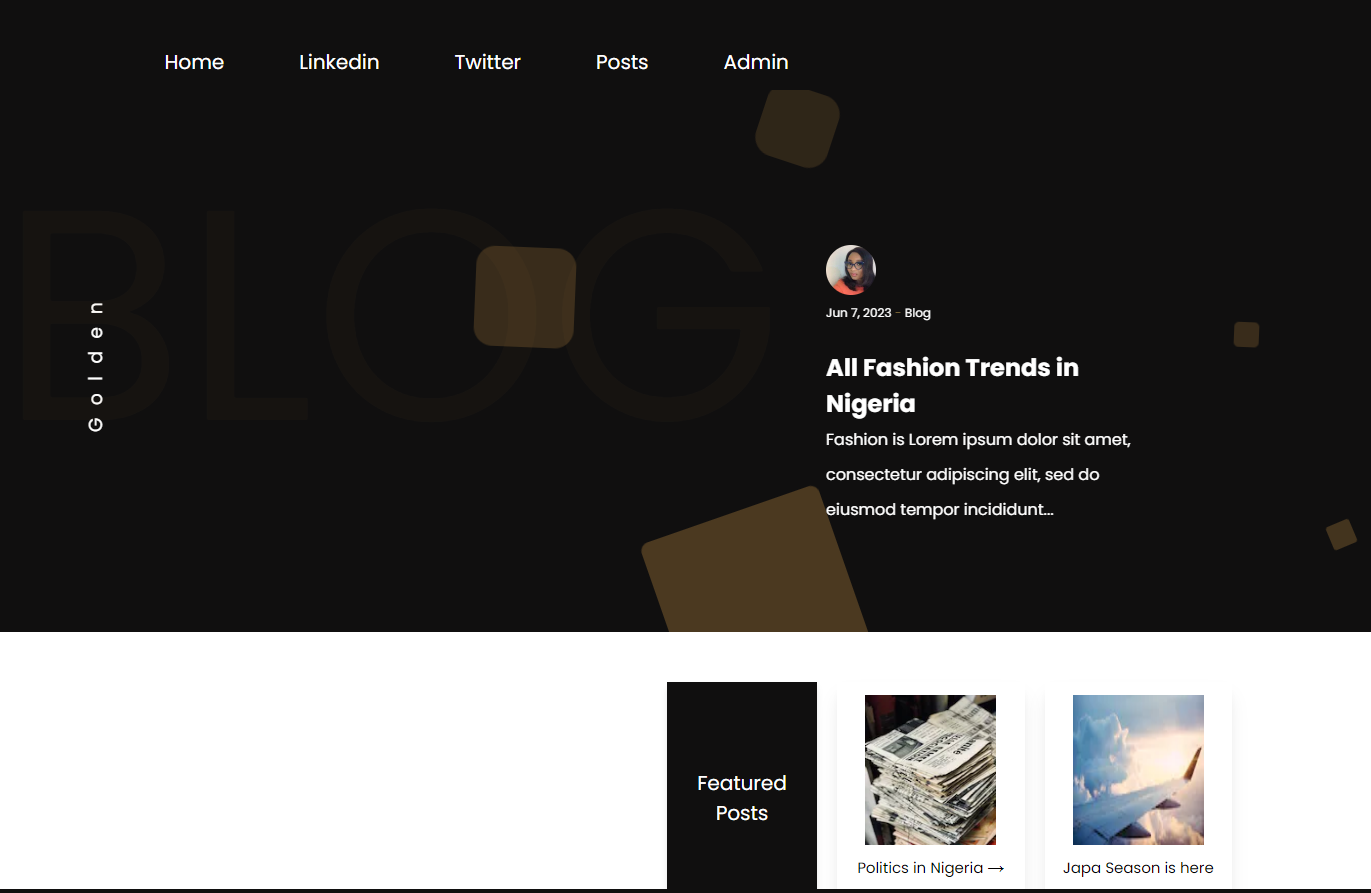 Home Linkedin Twitter Posts Admin
BLOG
Golden
Jun 7, 2023 - Blog
All Fashion Trends in
Nigeria
Fashion is Lorem ipsum dolor sit amet,
consectetur adipiscing elit, sed do
eiusmod tempor incididunt...
Featured
Posts
Politics in Nigeria →
Japa Season is here